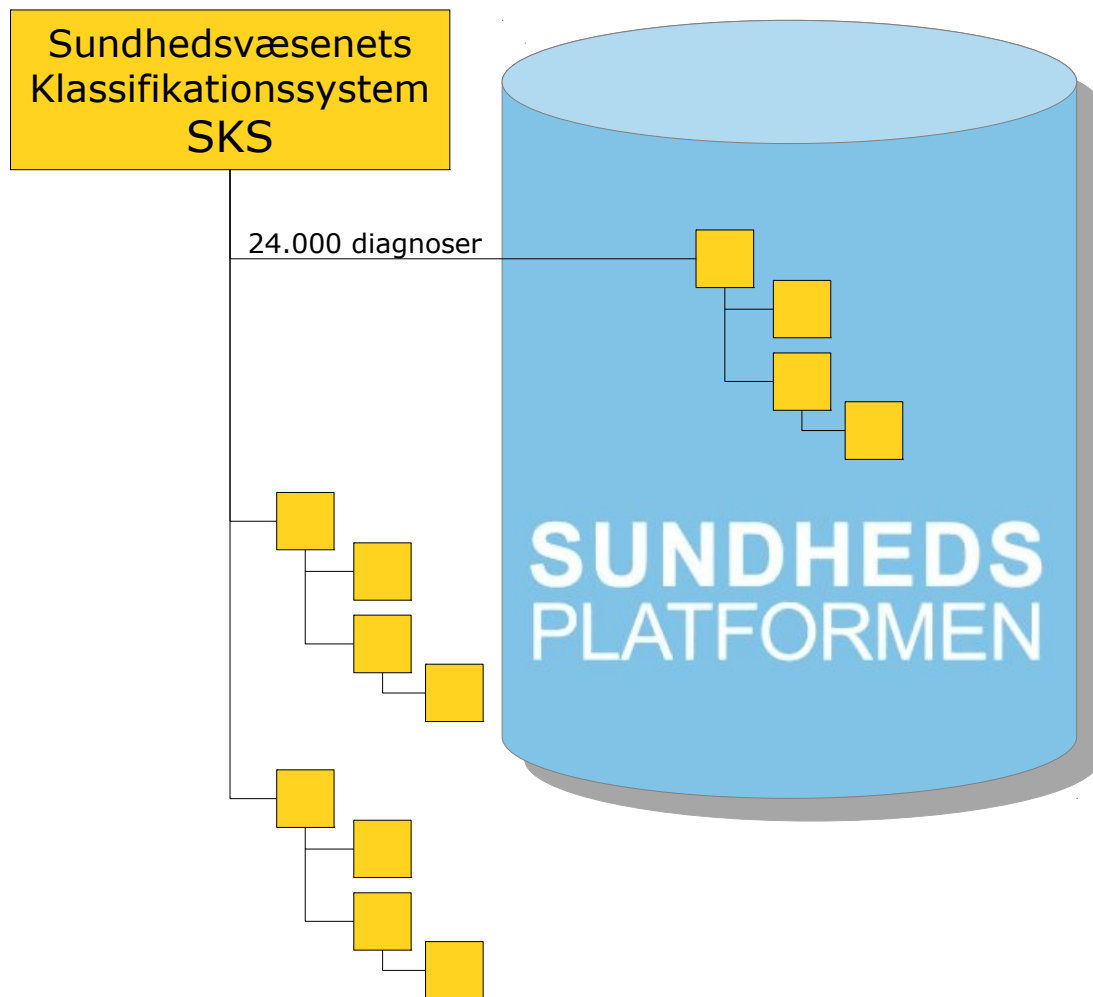 Sundhedsvæsenets
Klassifikationssystem
SKS
24.000 diagnoser
SUNDHEDS
PLATFORMEN